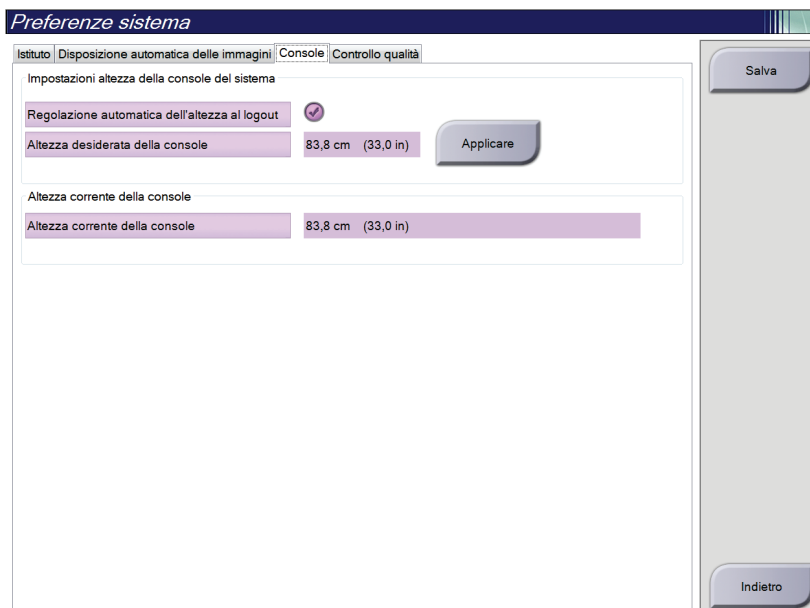 Preferenze sistema
Istituto Disposizione automatica delle immagini Console Controllo qualità
Impostazioni altezza della console del sistema
Regolazione automatica dell'altezza al logout
Altezza desiderata della console 83,8 cm (33,0 in) Applicare
Altezza corrente della console
Altezza corrente della console 83,8 cm (33,0 in)
Salva
Indietro